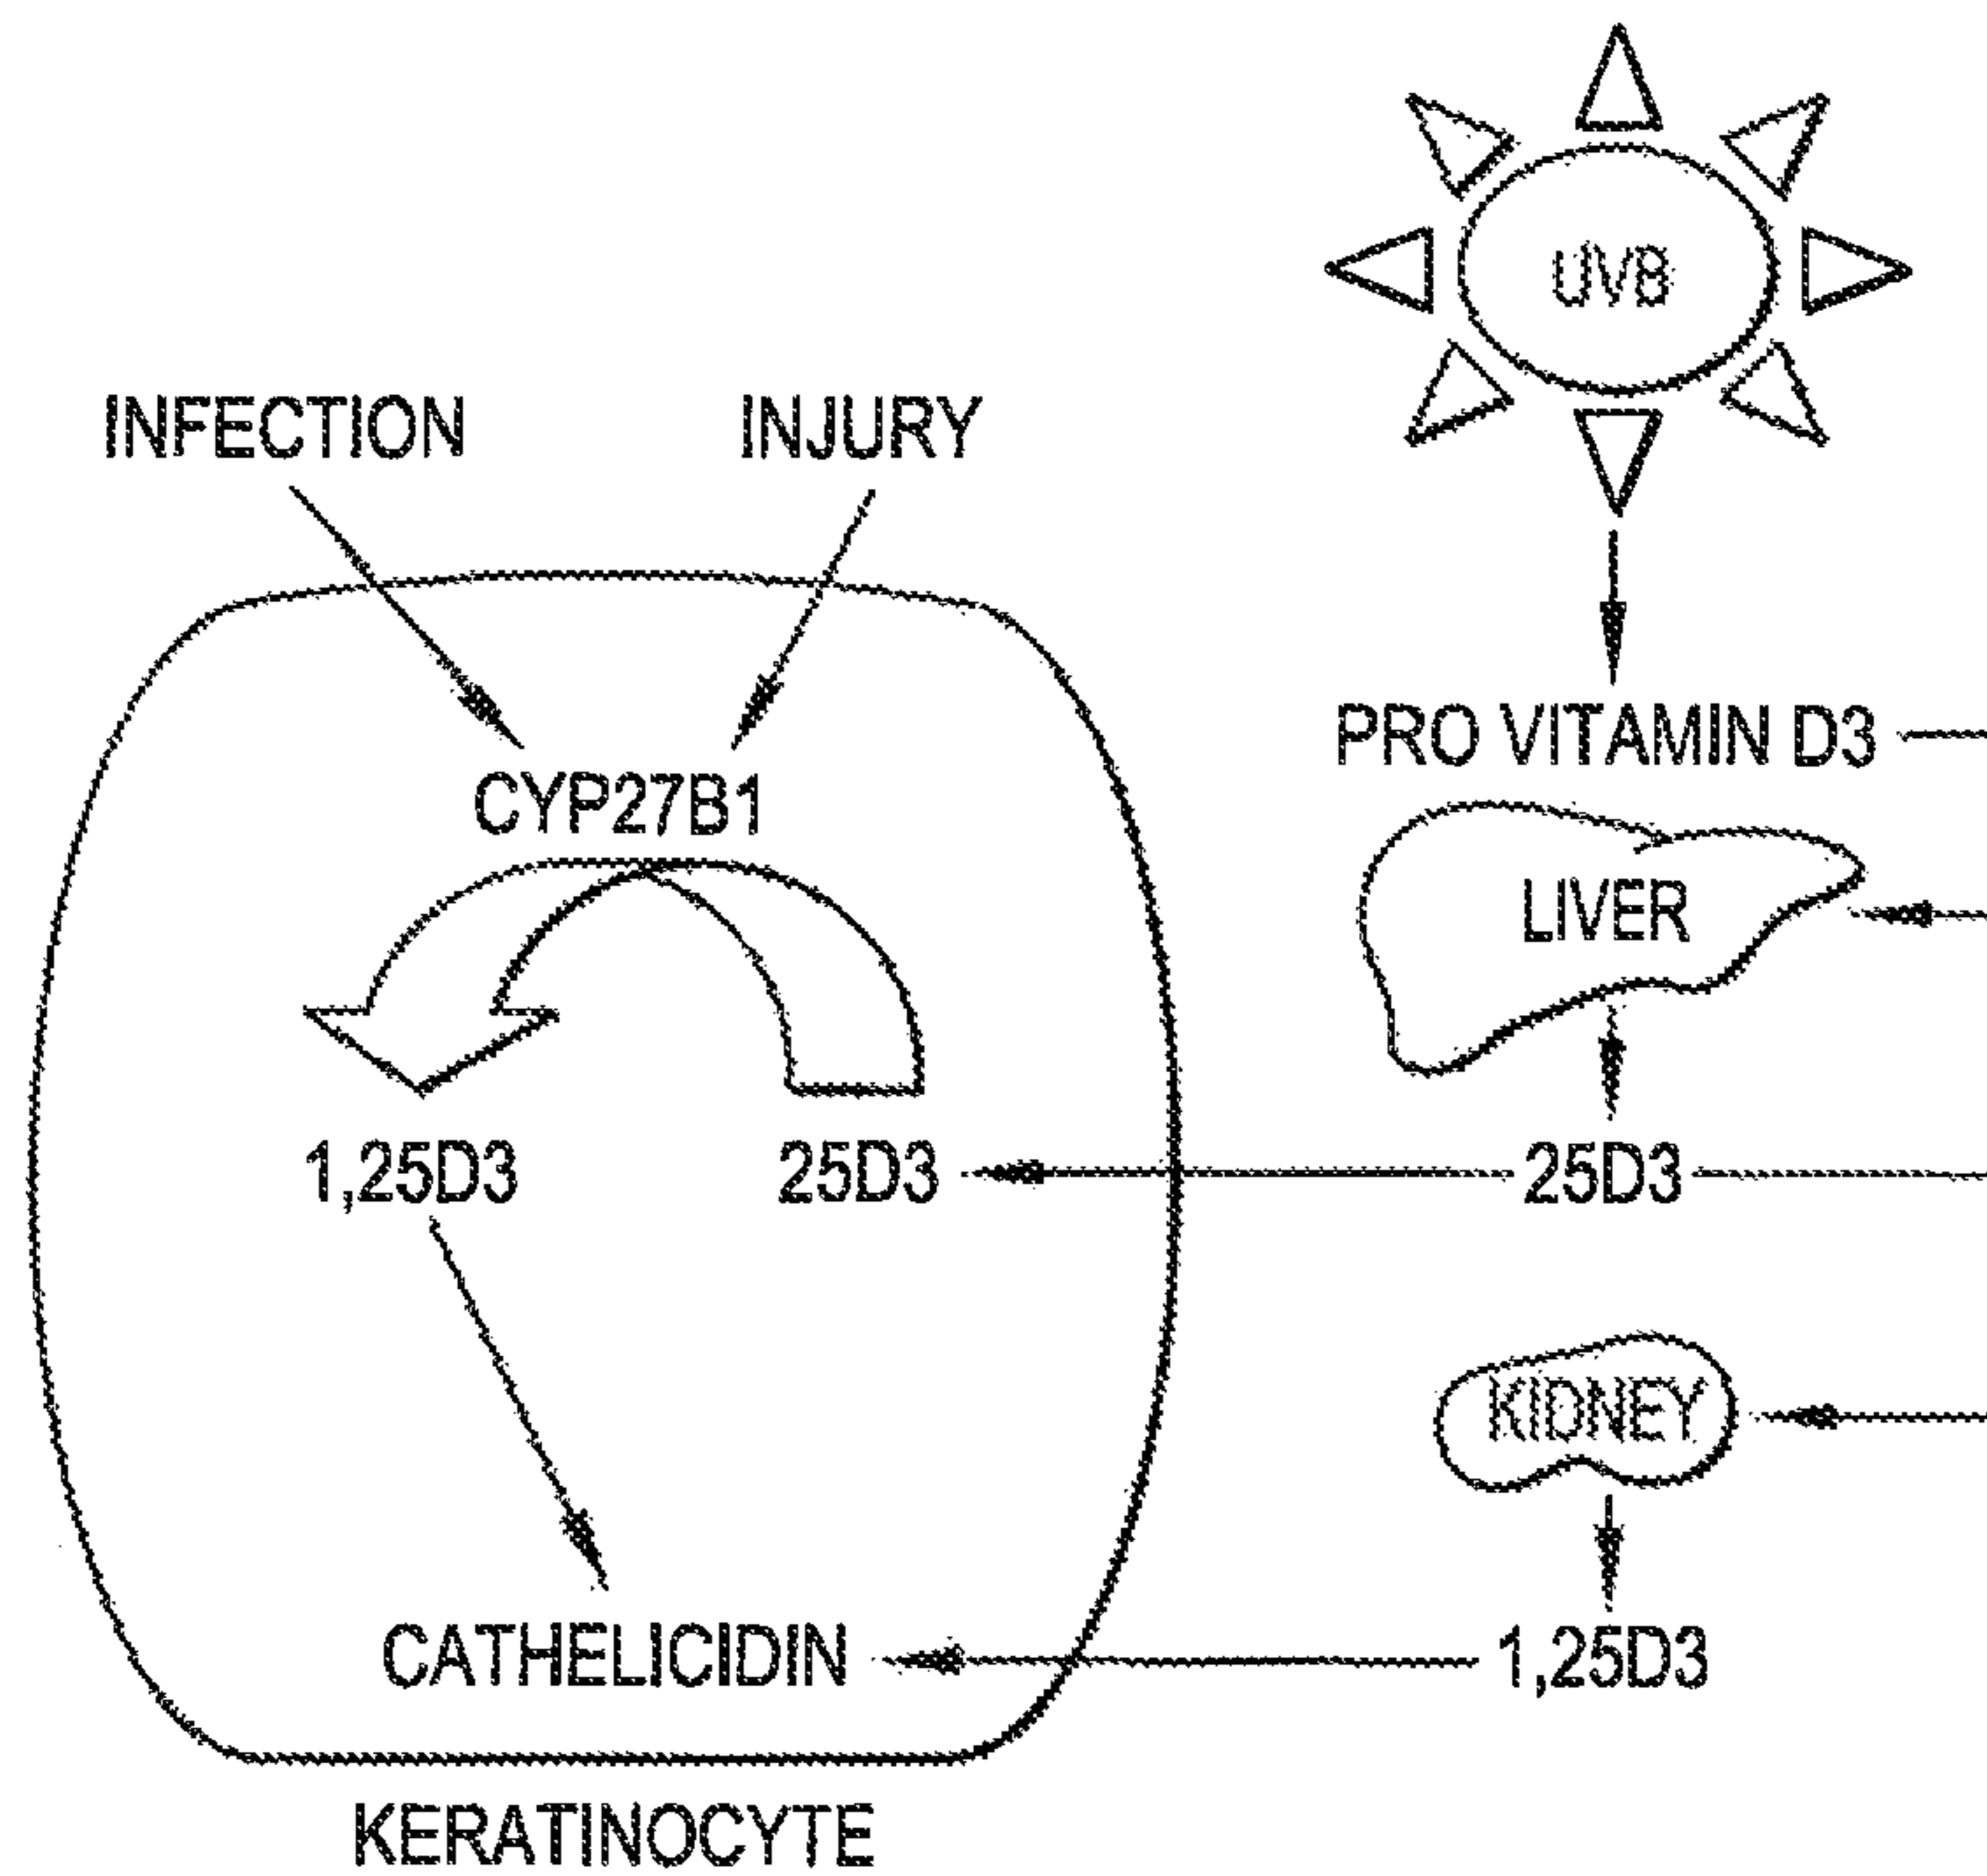 UVB
INFECTION INJURY
PRO VITAMIN D3
CYP27B1
LIVER
1,25D3 25D3 25D3
KIDNEY
CATHELICIDIN 1,25D3
KERATINOCYTE